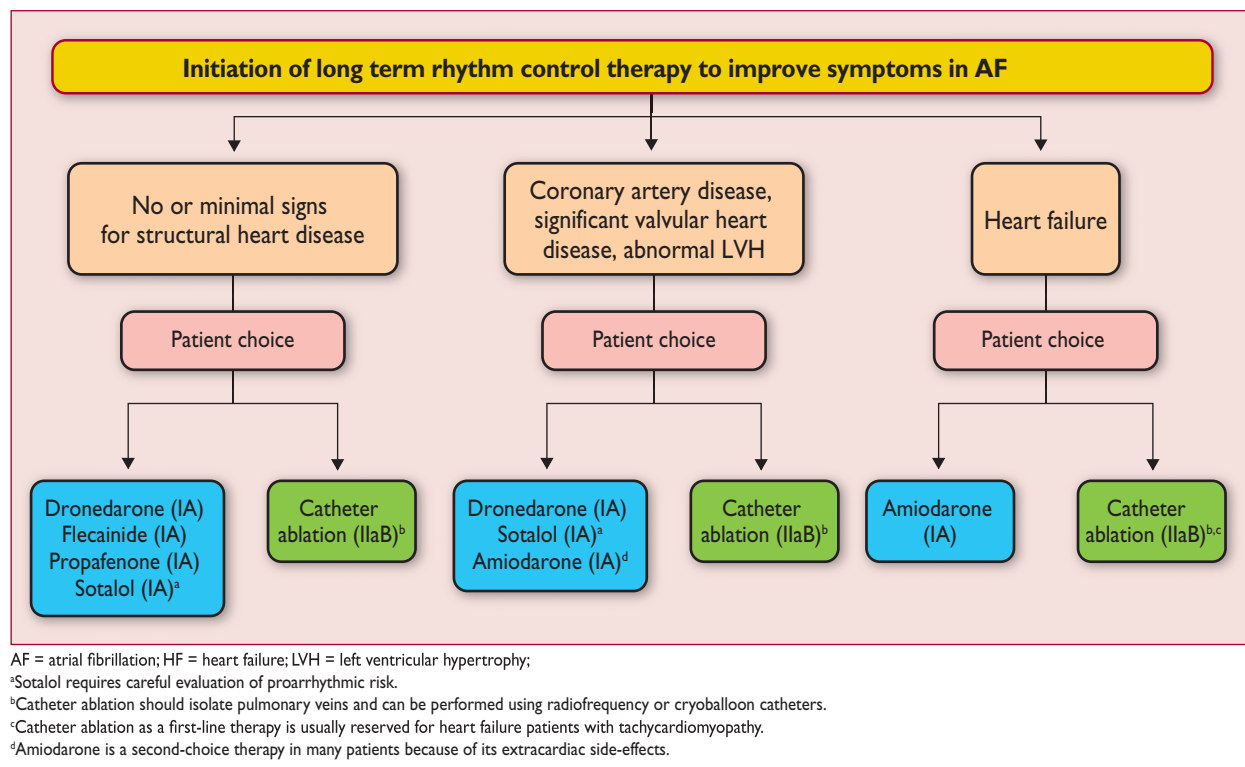 Initiation of long term rhythm control therapy to improve symptoms in AF
No or minimal signs
for structural heart disease
Coronary artery disease,
significant valvular heart
disease, abnormal LVH
Heart failure
Patient choice
Patient choice
Patient choice
Dronedarone (IA)
Flecainide (IA)
Propafenone (IA)
Sotalol (IA)ᵃ
Catheter
ablation (IIaB)ᵇ
Dronedarone (IA)
Sotalol (IA)ᵃ
Amiodarone (IA)ᵈ
Catheter
ablation (IIaB)ᵇ
Amiodarone
(IA)
Catheter
ablation (IIaB)ᵇ,ᶜ
AF = atrial fibrillation; HF = heart failure; LVH = left ventricular hypertrophy;
ᵃSotalol requires careful evaluation of proarrhythmic risk.
ᵇCatheter ablation should isolate pulmonary veins and can be performed using radiofrequency or cryoballoon catheters.
ᶜCatheter ablation as a first-line therapy is usually reserved for heart failure patients with tachycardiomyopathy.
ᵈAmiodarone is a second-choice therapy in many patients because of its extracardiac side-effects.